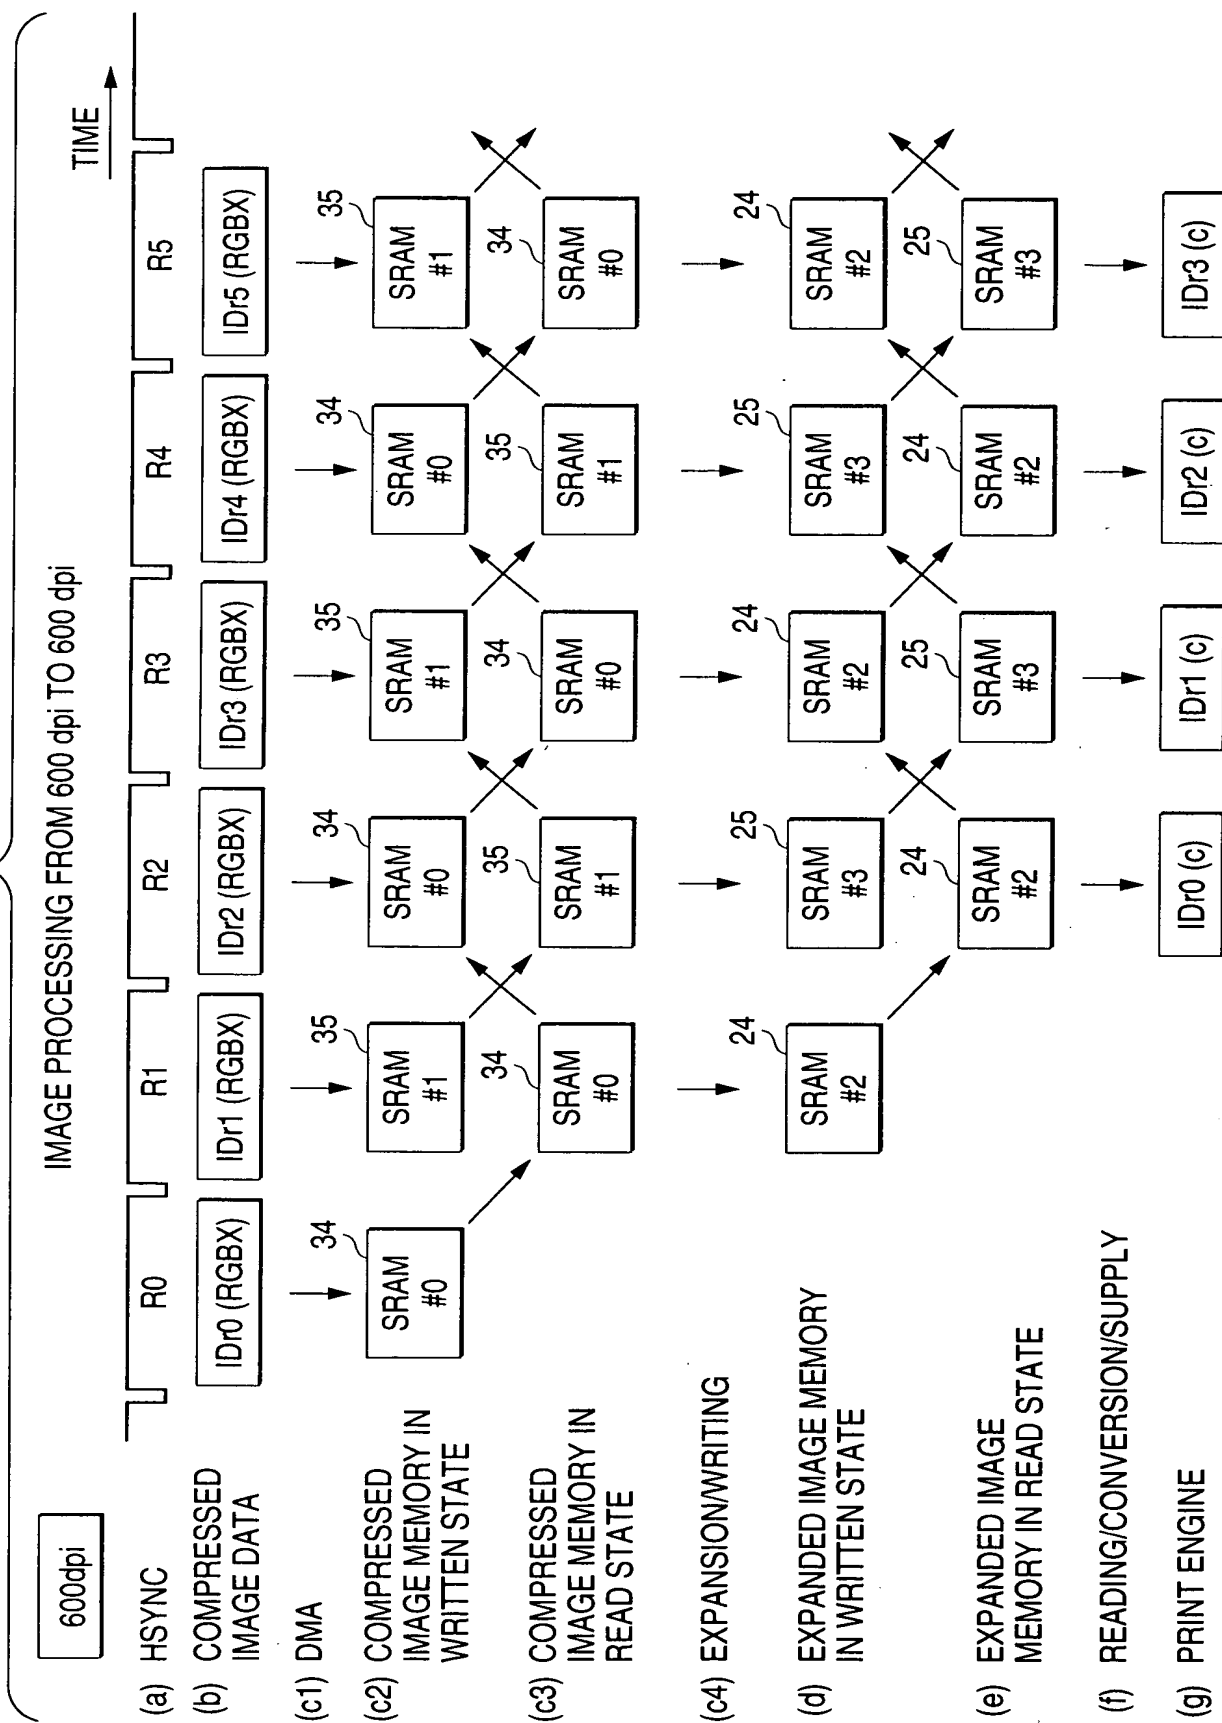 IMAGE PROCESSING FROM 600 dpi TO 600 dpi
600dpi
TIME
(a) HSYNC
R0 R1 R2 R3 R4 R5
(b) COMPRESSED
IMAGE DATA
IDr0 (RGBX) IDr1 (RGBX) IDr2 (RGBX) IDr3 (RGBX) IDr4 (RGBX) IDr5 (RGBX)
(c1) DMA
34 35 34 35 34 35
(c2) COMPRESSED
IMAGE MEMORY IN
WRITTEN STATE
SRAM SRAM SRAM SRAM SRAM SRAM
#0 #1 #0 #1 #0 #1
34 35 34 35 34
(c3) COMPRESSED
IMAGE MEMORY IN
READ STATE
SRAM SRAM SRAM SRAM SRAM
#0 #1 #0 #1 #0
(c4) EXPANSION/WRITING
24 25 24 25 24
(d) EXPANDED IMAGE MEMORY
IN WRITTEN STATE
SRAM SRAM SRAM SRAM SRAM
#2 #3 #2 #3 #2
24 25 24 25
(e) EXPANDED IMAGE
MEMORY IN READ STATE
SRAM SRAM SRAM SRAM
#2 #3 #2 #3
(f) READING/CONVERSION/SUPPLY
(g) PRINT ENGINE
IDr0 (c) IDr1 (c) IDr2 (c) IDr3 (c)